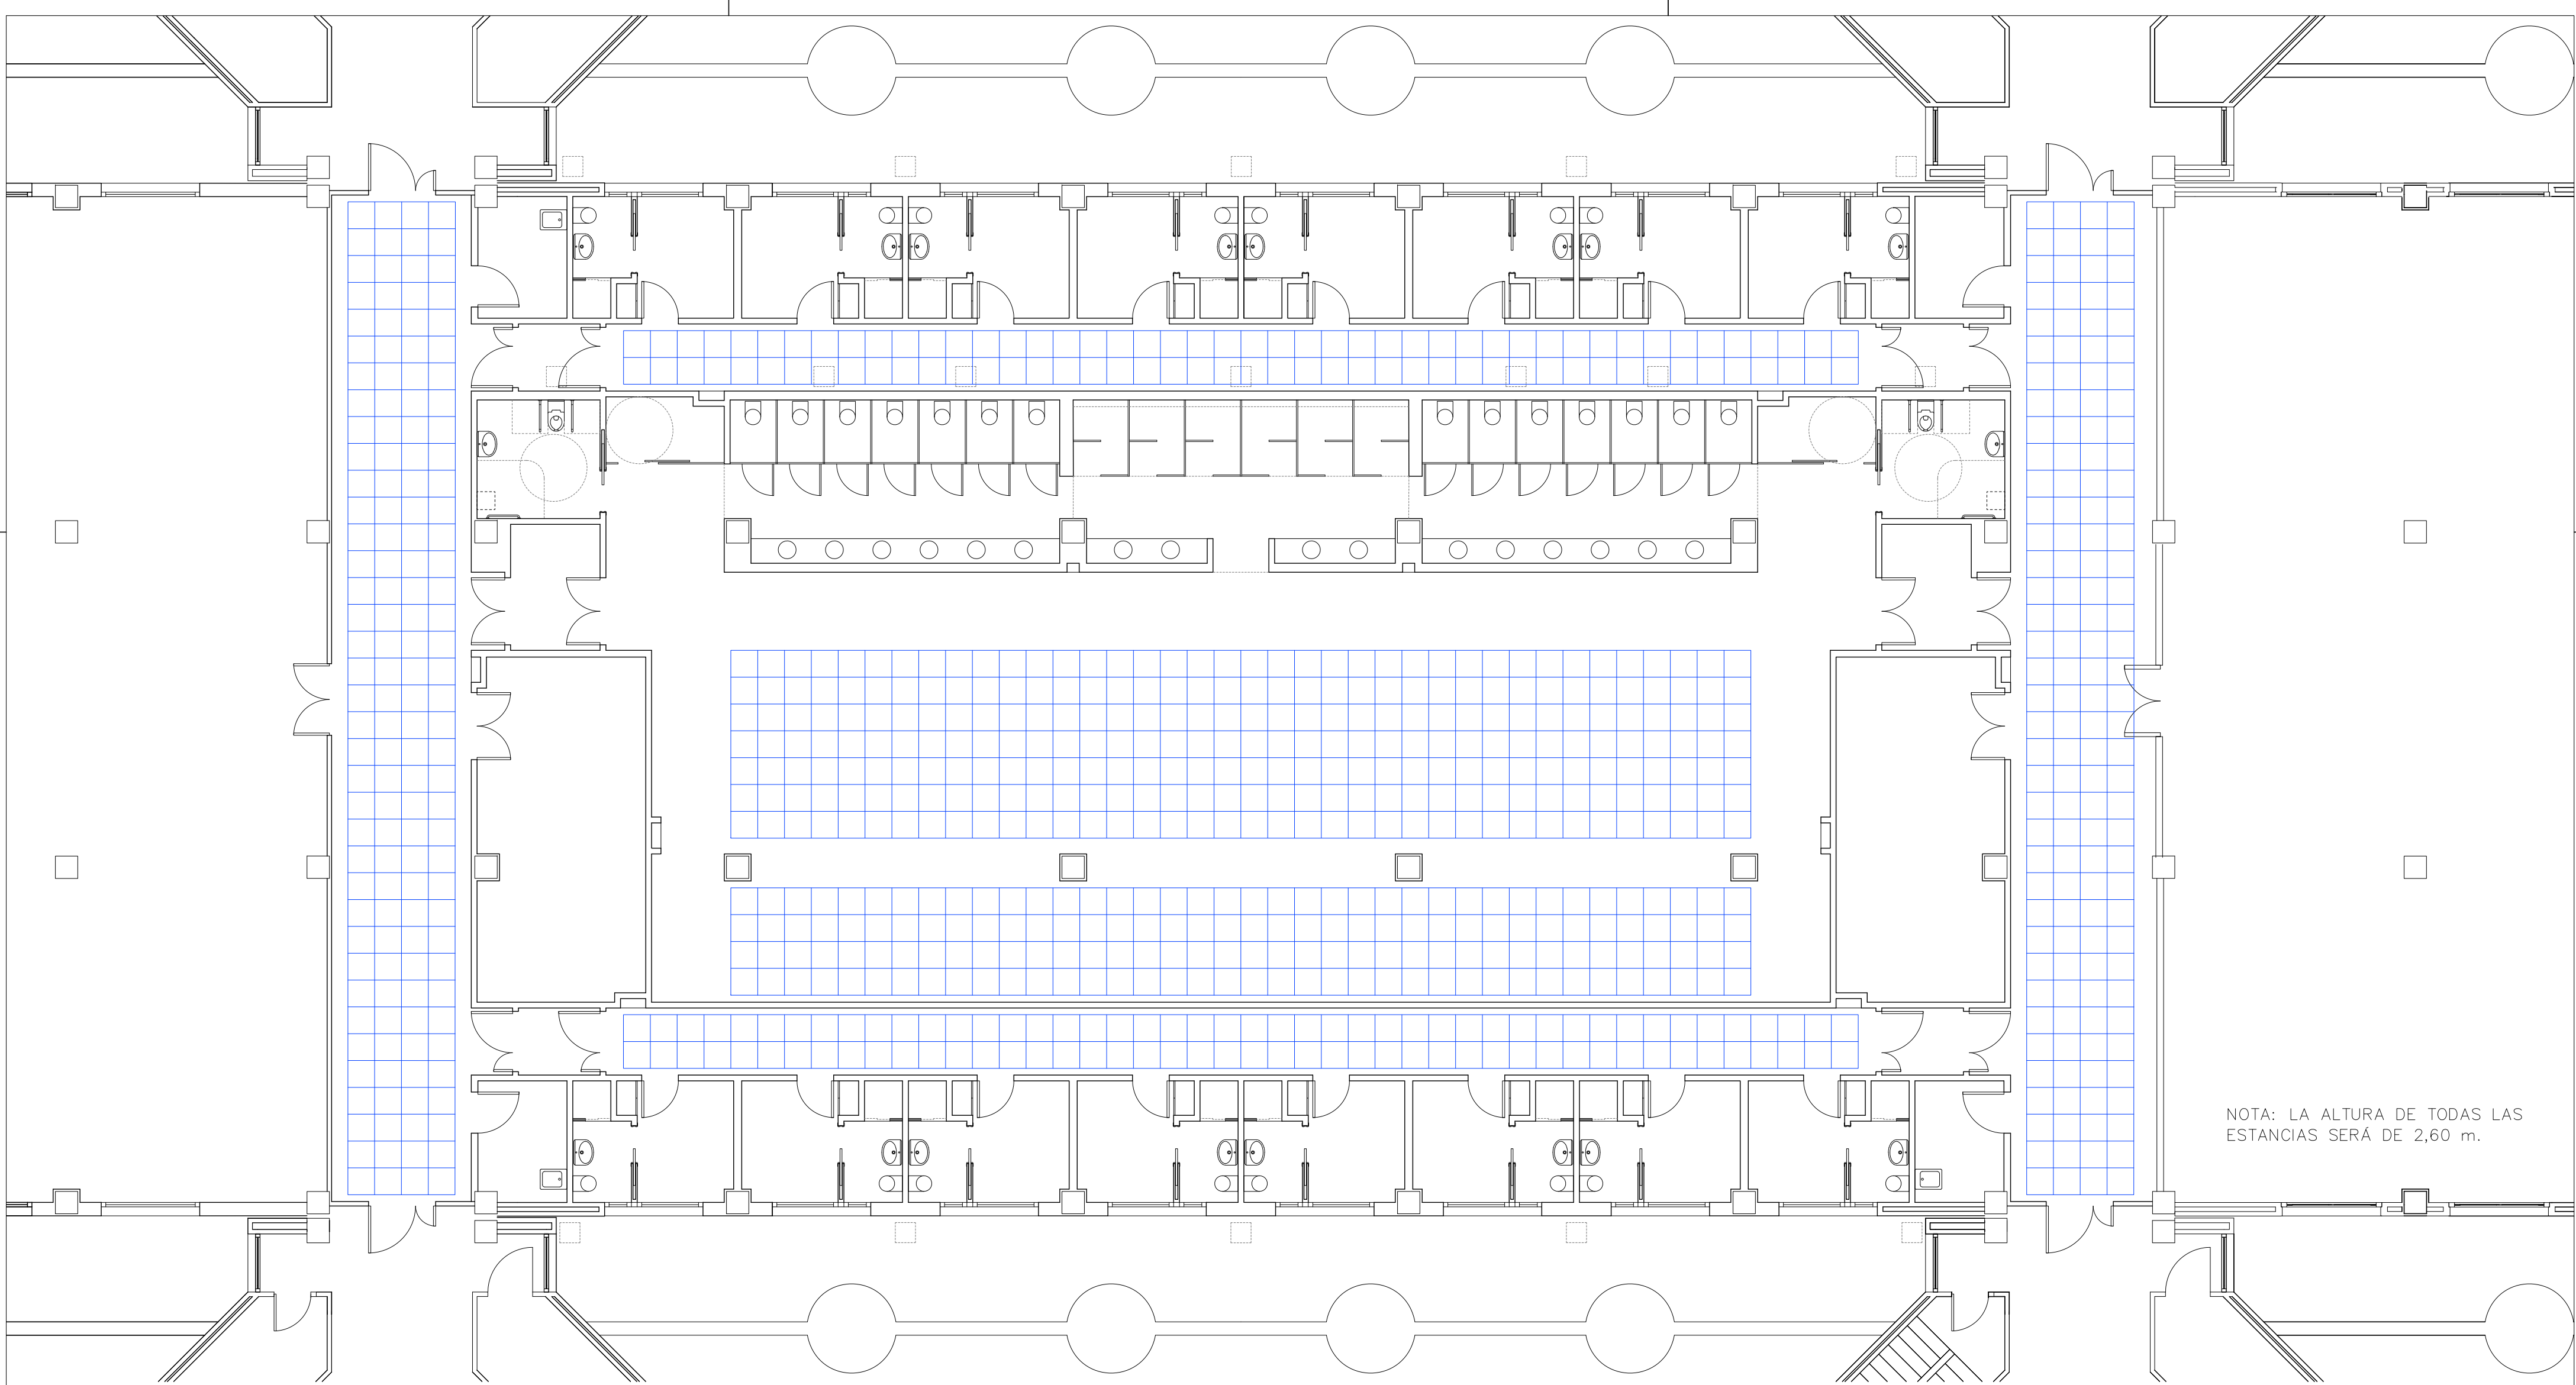 NOTA: LA ALTURA DE TODAS LAS
ESTANCIAS SERÁ DE 2,60 m.